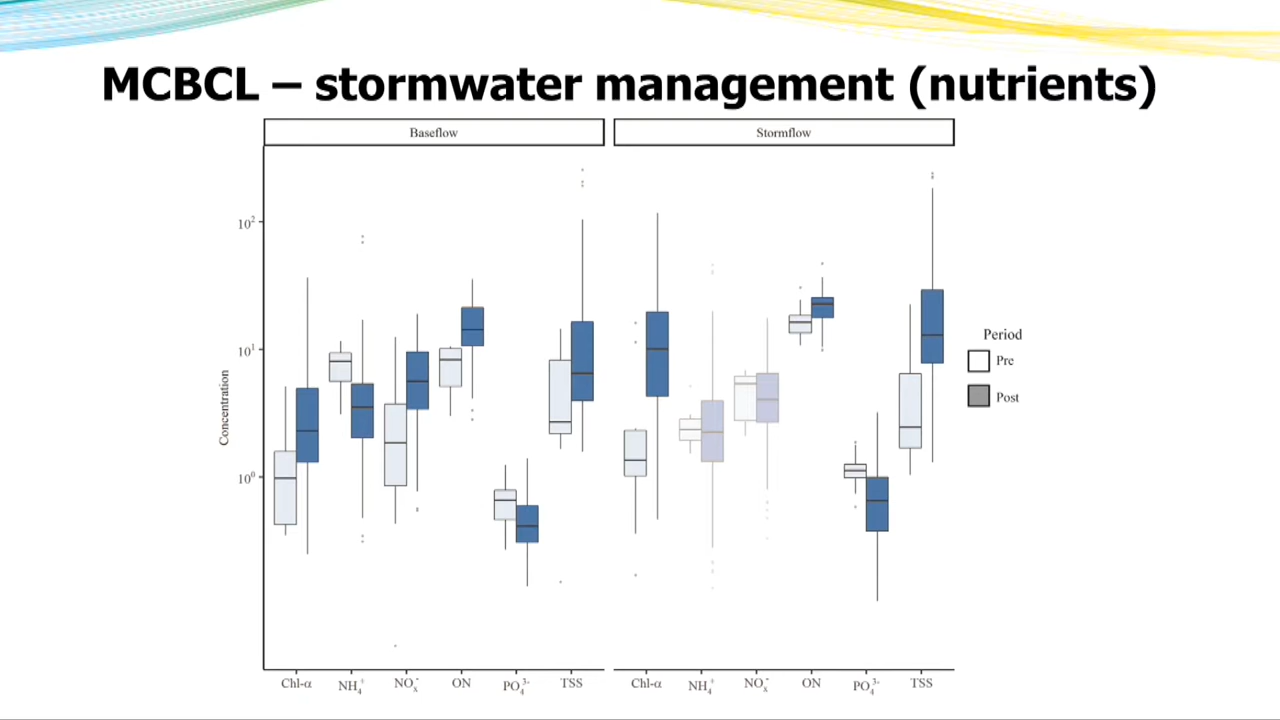 MCBCL – stormwater management (nutrients)
Baseflow
Stormflow
Concentration
10²
10¹
10⁰
Chl-α
NH₄⁺
NOₓ⁻
ON
PO₄³⁻
TSS
Chl-α
NH₄⁺
NOₓ⁻
ON
PO₄³⁻
TSS
Period
Pre
Post